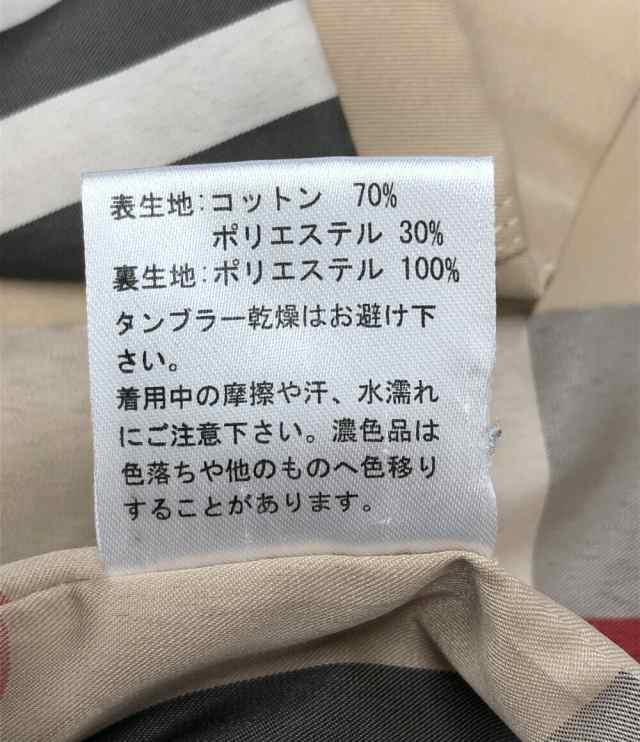 表生地:コットン 70%
ポリエステル 30%
裏生地:ポリエステル 100%
タンブラー乾燥はお避け下
さい。
着用中の摩擦や汗、水濡れ
にご注意下さい。濃色品は
色落ちや他のものへ色移り
することがあります。